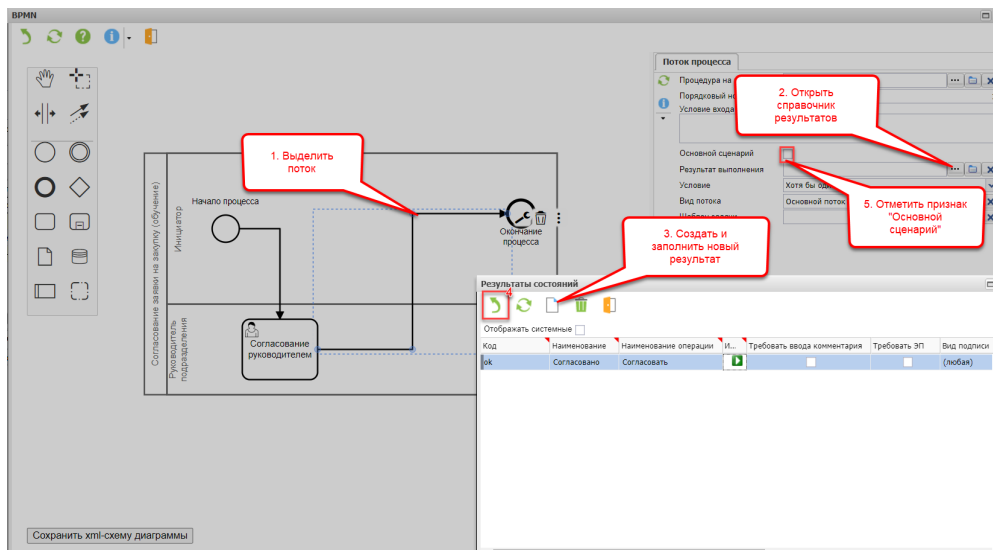 BPMN
Поток процесса
Процедура на
Порядковый но
Условие входа
2. Открыть
справочник
результатов
1. Выделить
поток
Основной сценарий
Результат выполнения
Условие
Хотя бы од
Вид потока
Основной поток
5. Отметить признак
"Основной
сценарий"
Согласование заявки на закупку (обучение)
Инициатор
Начало процесса
Окончание
процесса
3. Создать и
заполнить новый
результат
Руководитель
подразделения
Согласование
руководителем
Результаты состояний
4
Отображать системные
Код
Наименование
Наименование операции
И...
Требовать ввода комментария
Требовать ЭП
Вид подписи
ok
Согласовано
Согласовать
(любая)
Сохранить xml-схему диаграммы